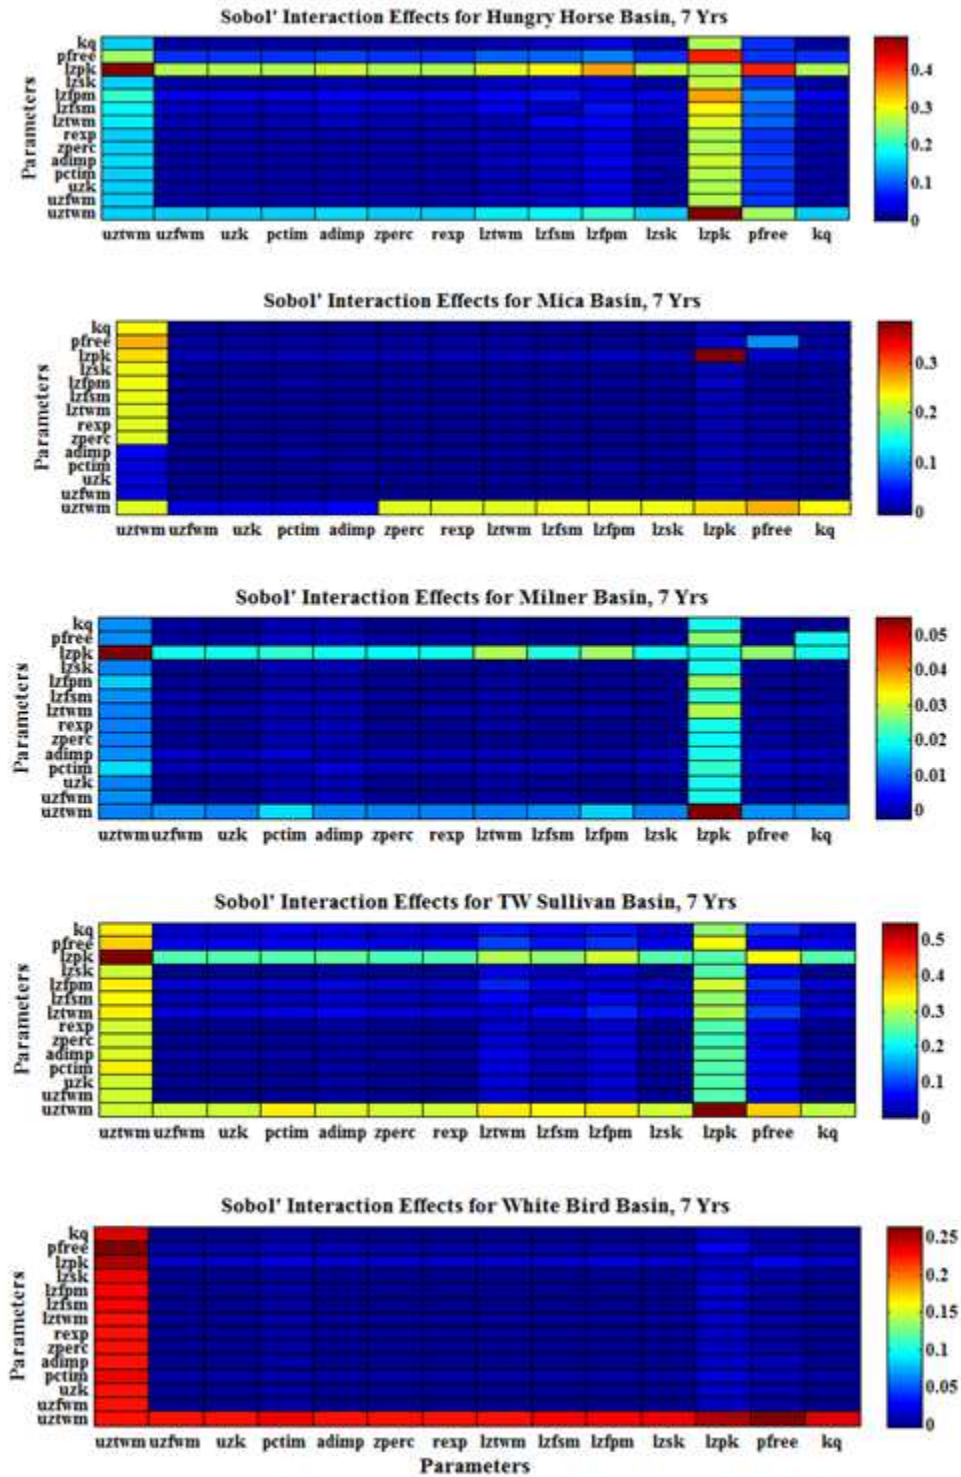 Sobol' Interaction Effects for Hungry Horse Basin, 7 Yrs
Parameters
kq
pfree
lzpk
lzsk
lzfpm
lzfsm
lztwm
rexp
zperc
adimp
pctim
uzk
uzfwm
uztwm
0.4
0.3
0.2
0.1
0
uztwm uzfwm uzk pctim adimp zperc rexp lztwm lzfsm lzfpm lzsk lzpk pfree kq
Sobol' Interaction Effects for Mica Basin, 7 Yrs
Parameters
kq
pfree
lzpk
lzsk
lzfpm
lzfsm
lztwm
rexp
zperc
adimp
pctim
uzk
uzfwm
uztwm
0.3
0.2
0.1
0
uztwm uzfwm uzk pctim adimp zperc rexp lztwm lzfsm lzfpm lzsk lzpk pfree kq
Sobol' Interaction Effects for Milner Basin, 7 Yrs
Parameters
kq
pfree
lzpk
lzsk
lzfpm
lzfsm
lztwm
rexp
zperc
adimp
pctim
uzk
uzfwm
uztwm
0.05
0.04
0.03
0.02
0.01
0
uztwm uzfwm uzk pctim adimp zperc rexp lztwm lzfsm lzfpm lzsk lzpk pfree kq
Sobol' Interaction Effects for TW Sullivan Basin, 7 Yrs
Parameters
kq
pfree
lzpk
lzsk
lzfpm
lzfsm
lztwm
rexp
zperc
adimp
pctim
uzk
uzfwm
uztwm
0.5
0.4
0.3
0.2
0.1
0
uztwm uzfwm uzk pctim adimp zperc rexp lztwm lzfsm lzfpm lzsk lzpk pfree kq
Sobol' Interaction Effects for White Bird Basin, 7 Yrs
Parameters
kq
pfree
lzpk
lzsk
lzfpm
lzfsm
lztwm
rexp
zperc
adimp
pctim
uzk
uzfwm
uztwm
0.25
0.2
0.15
0.1
0.05
0
uztwm uzfwm uzk pctim adimp zperc rexp lztwm lzfsm lzfpm lzsk lzpk pfree kq
Parameters